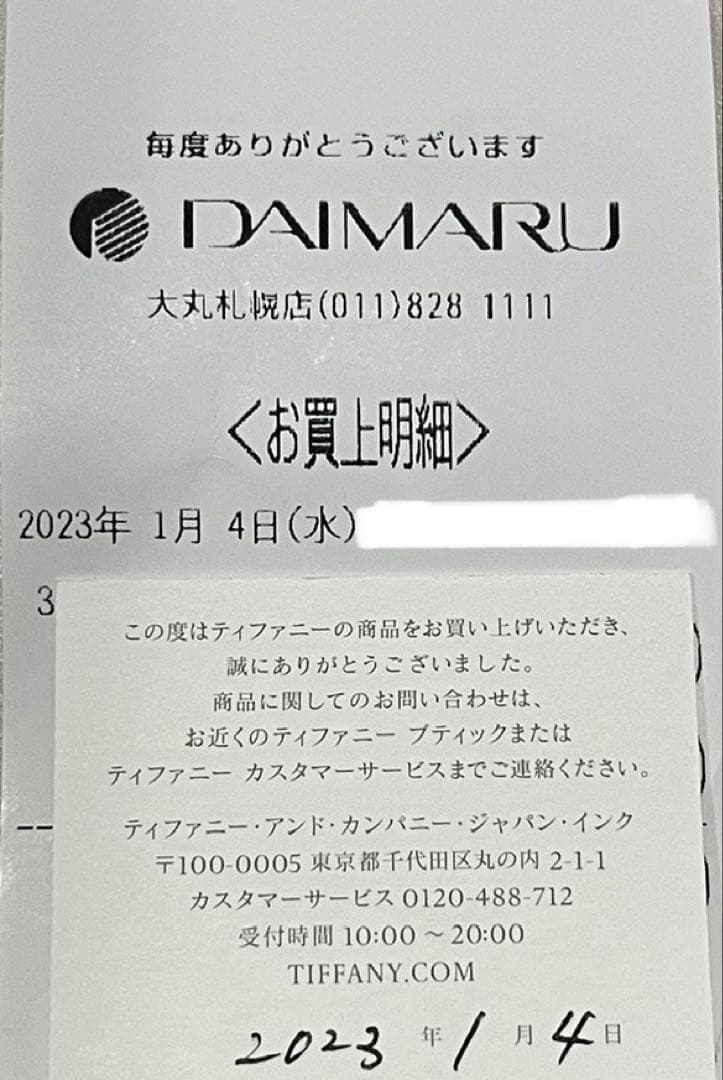 毎度ありがとうございます
DAIMARU
大丸札幌店(011)828 1111
<お買上明細>
2023年 1月 4日(水)
3
この度はティファニーの商品をお買い上げいただき、
誠にありがとうございました。
商品に関してのお問い合わせは、
お近くのティファニー ブティックまたは
ティファニー カスタマーサービスまでご連絡ください。
ティファニー・アンド・カンパニー・ジャパン・インク
〒100-0005 東京都千代田区丸の内 2-1-1
カスタマーサービス 0120-488-712
受付時間 10:00 〜 20:00
TIFFANY.COM
2023 年 1 月 4 日